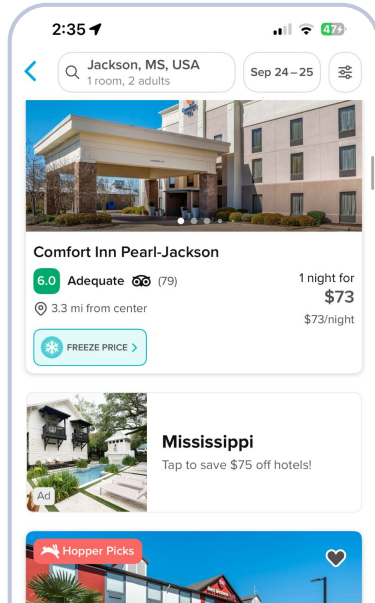 2:35
47
Jackson, MS, USA
1 room, 2 adults
Sep 24–25
Comfort Inn Pearl-Jackson
6.0 Adequate (79)
1 night for
$73
3.3 mi from center
$73/night
FREEZE PRICE >
Mississippi
Tap to save $75 off hotels!
Ad
Hopper Picks